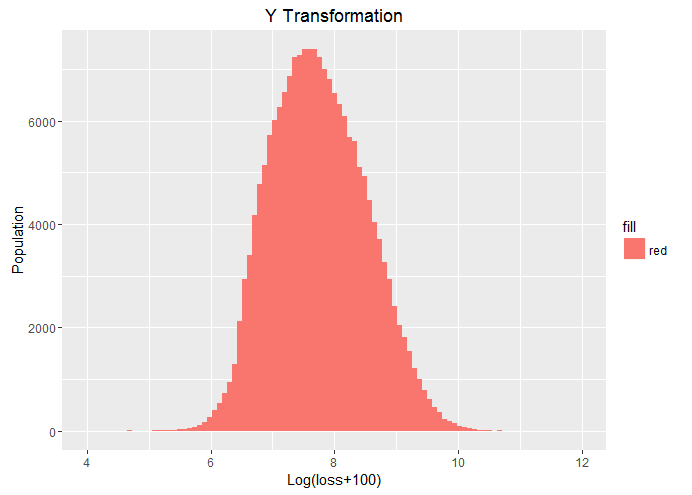 Y Transformation
Population
6000
4000
2000
0
4 6 8 10 12
Log(loss+100)
fill
red